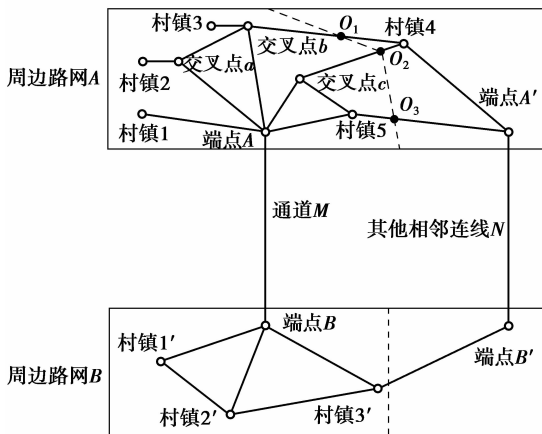 村镇3
O₁
村镇4
交叉点b
O₂
周边路网A
村镇2
交叉点a
交叉点c
O₃
端点A′
村镇1
端点A
村镇5
通道M
其他相邻连线N
端点B
村镇1′
端点B′
周边路网B
村镇2′
村镇3′